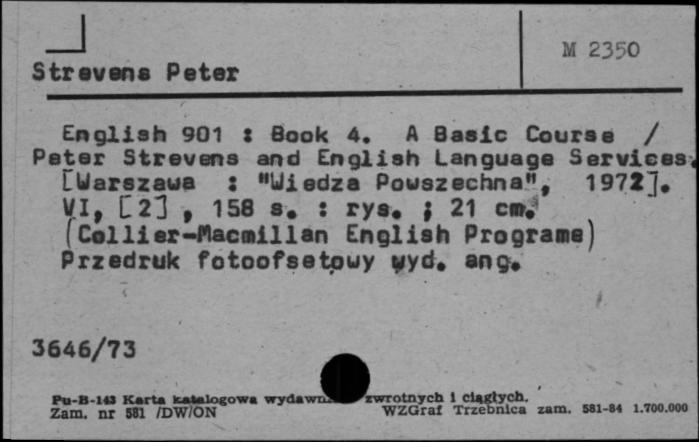 M 2350
Strevens Peter
English 901 : Book 4. A Basic Course /
Peter Strevens and English Language Services.
[Warszawa : "Wiedza Powszechna", 1972].
VI, [2] , 158 s. : rys. ; 21 cm.
(Collier-Macmillan English Programe)
Przedruk fotoofsetowy wyd. ang.
3646/73
Pu-B-143 Karta katalogowa zwrotnych i ciągłych.
Zam. nr 581 /DW/ON WZGraf Trzebnica zam. 581-84 1.700.000